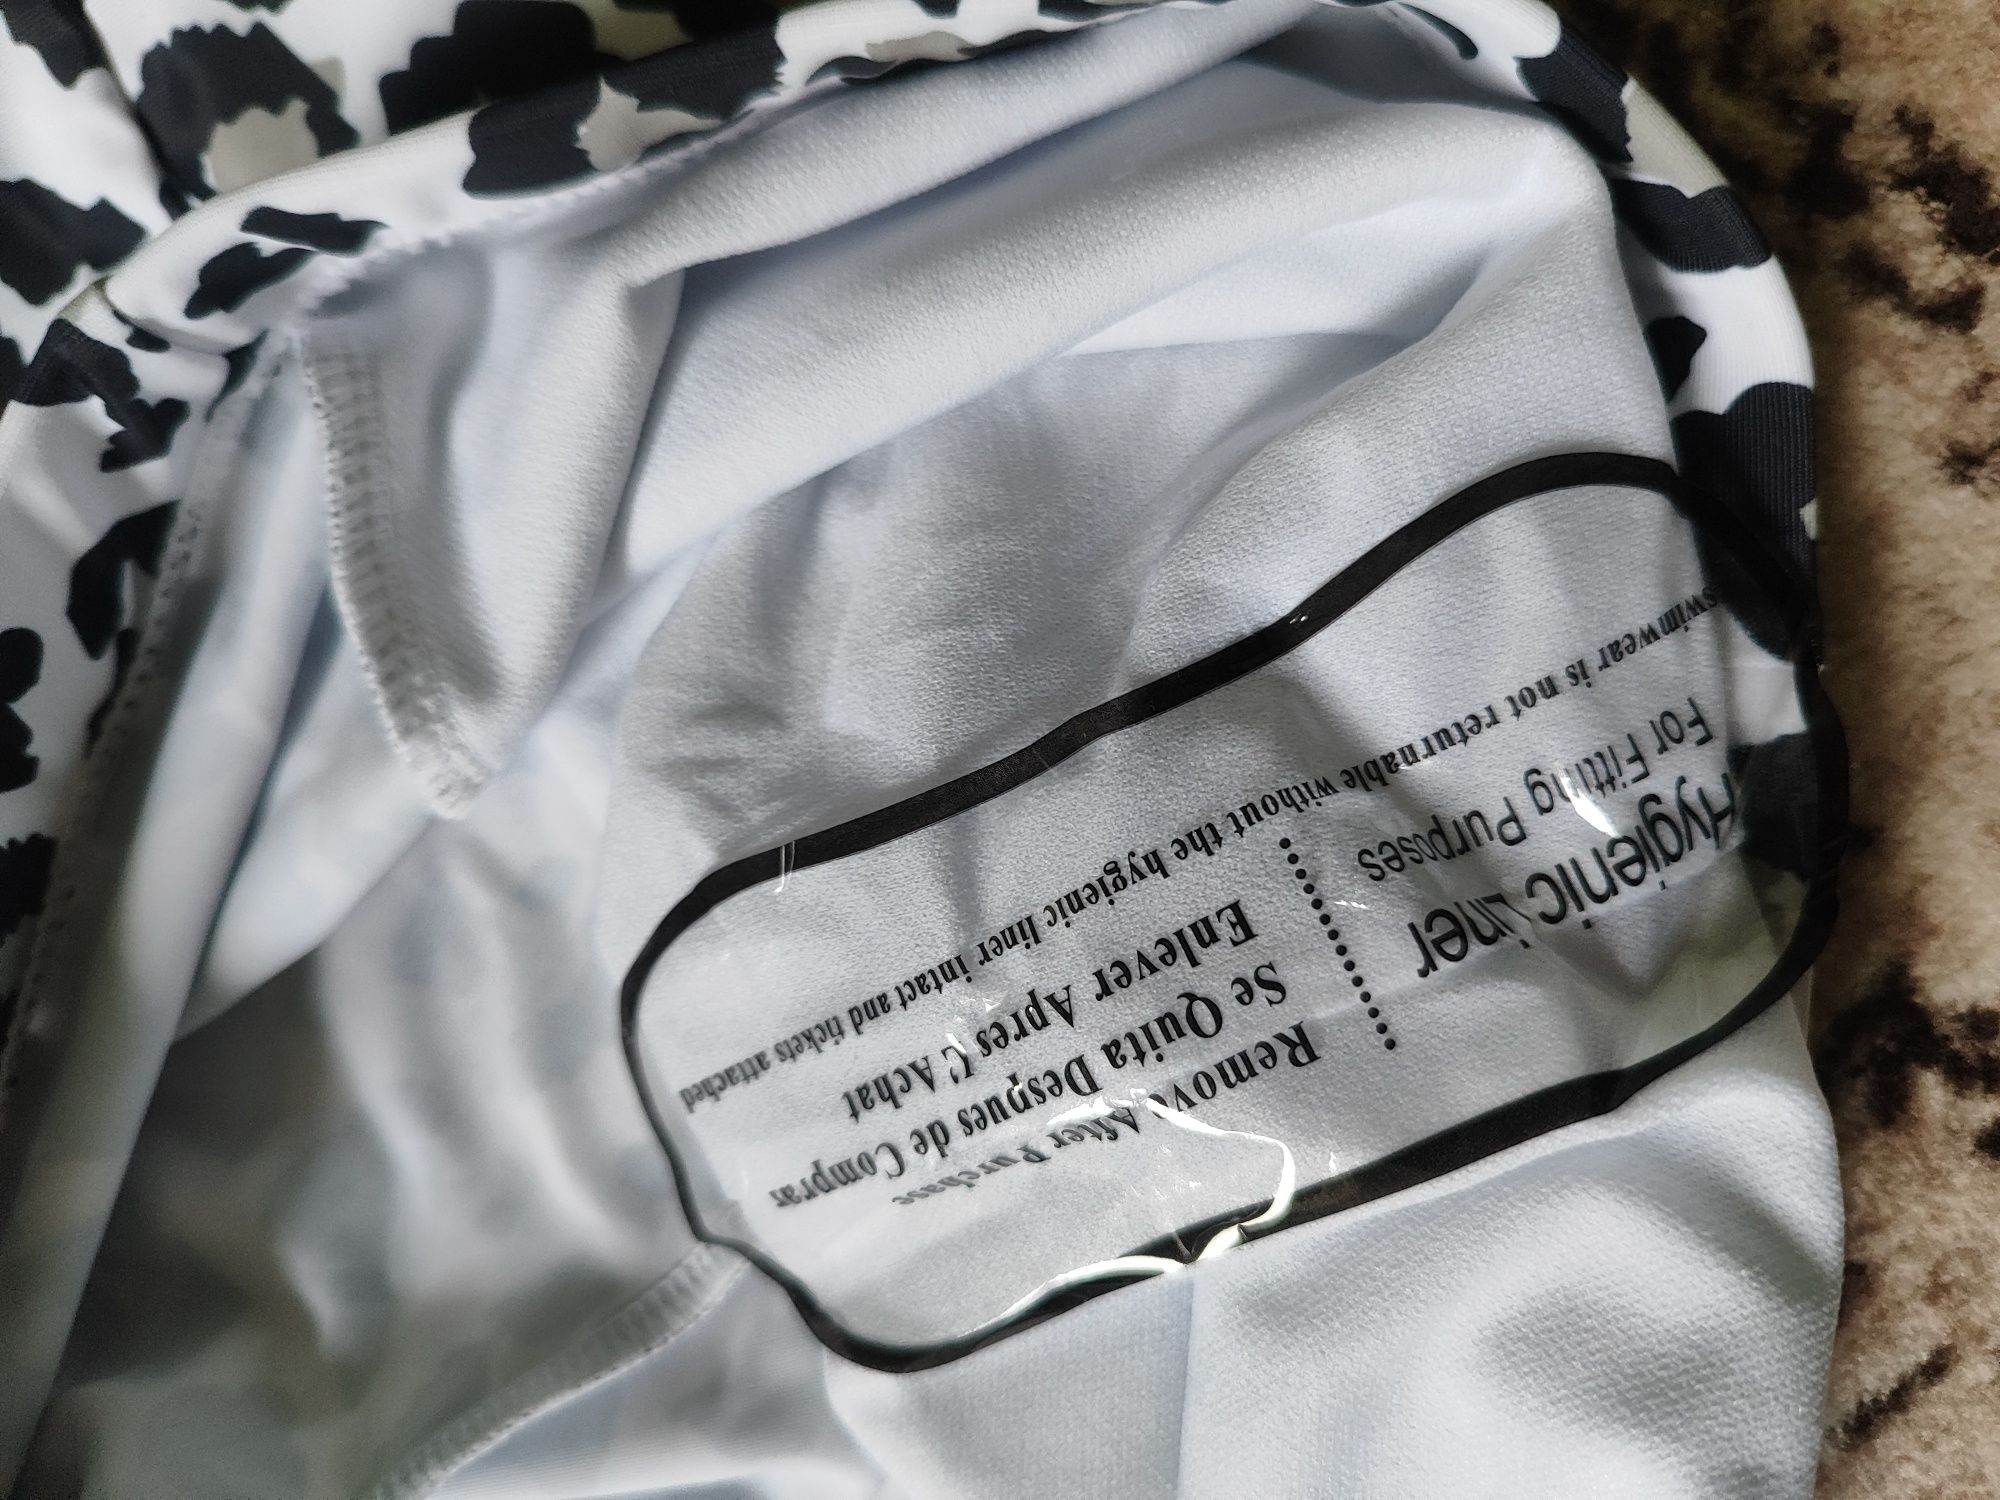 Hygienic Liner
For Fitting Purposes
swimwear is not returnable without the hygienic liner intact and tickets attached
Remove After Purchase
Se Quita Despues de Comprar
Enlever Apres L'Achat